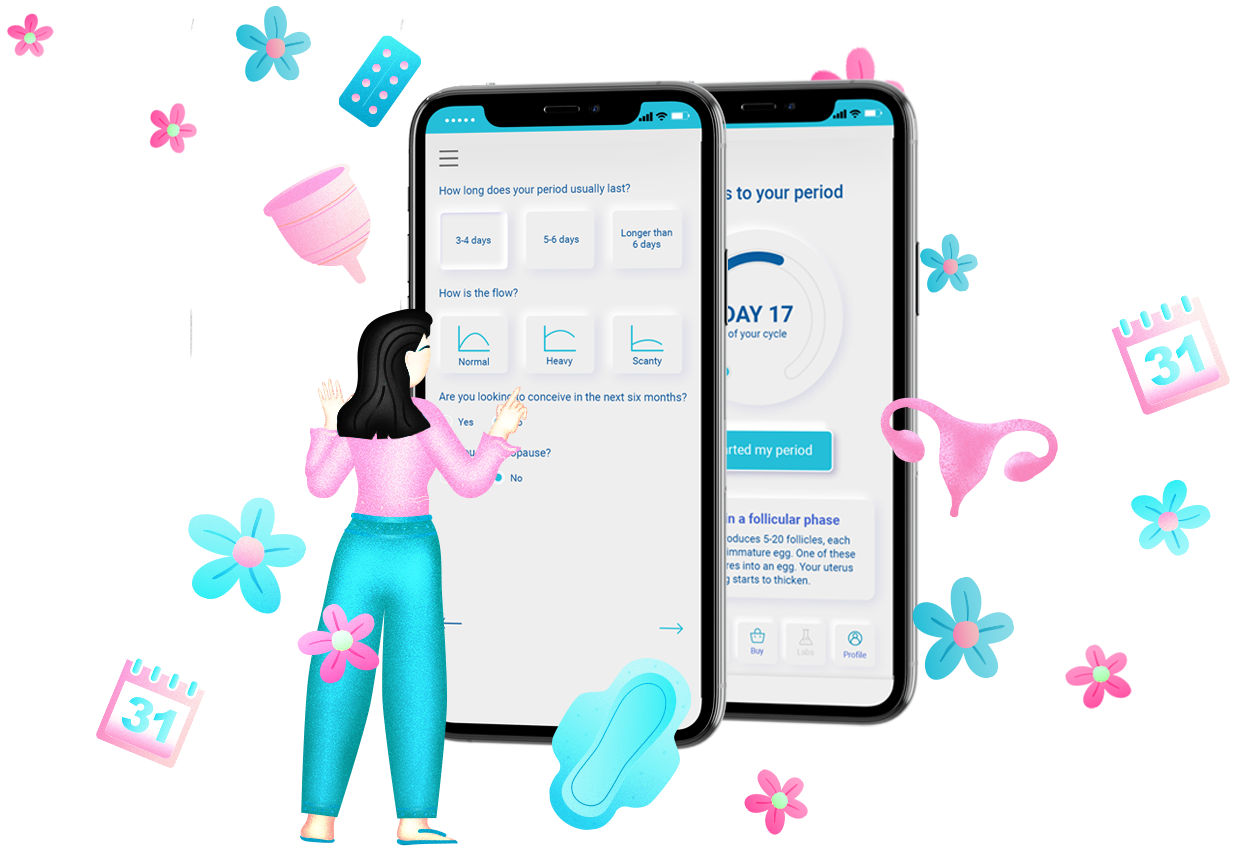 How long does your period usually last?
3-4 days
5-6 days
Longer than
6 days
How is the flow?
Normal
Heavy
Scanty
Are you looking to conceive in the next six months?
Yes
No
s to your period
DAY 17
of your cycle
arted my period
in a follicular phase
oduces 5-20 follicles, each
immature egg. One of these
res into an egg. Your uterus
g starts to thicken.
Buy
Labs
Profile
31
31